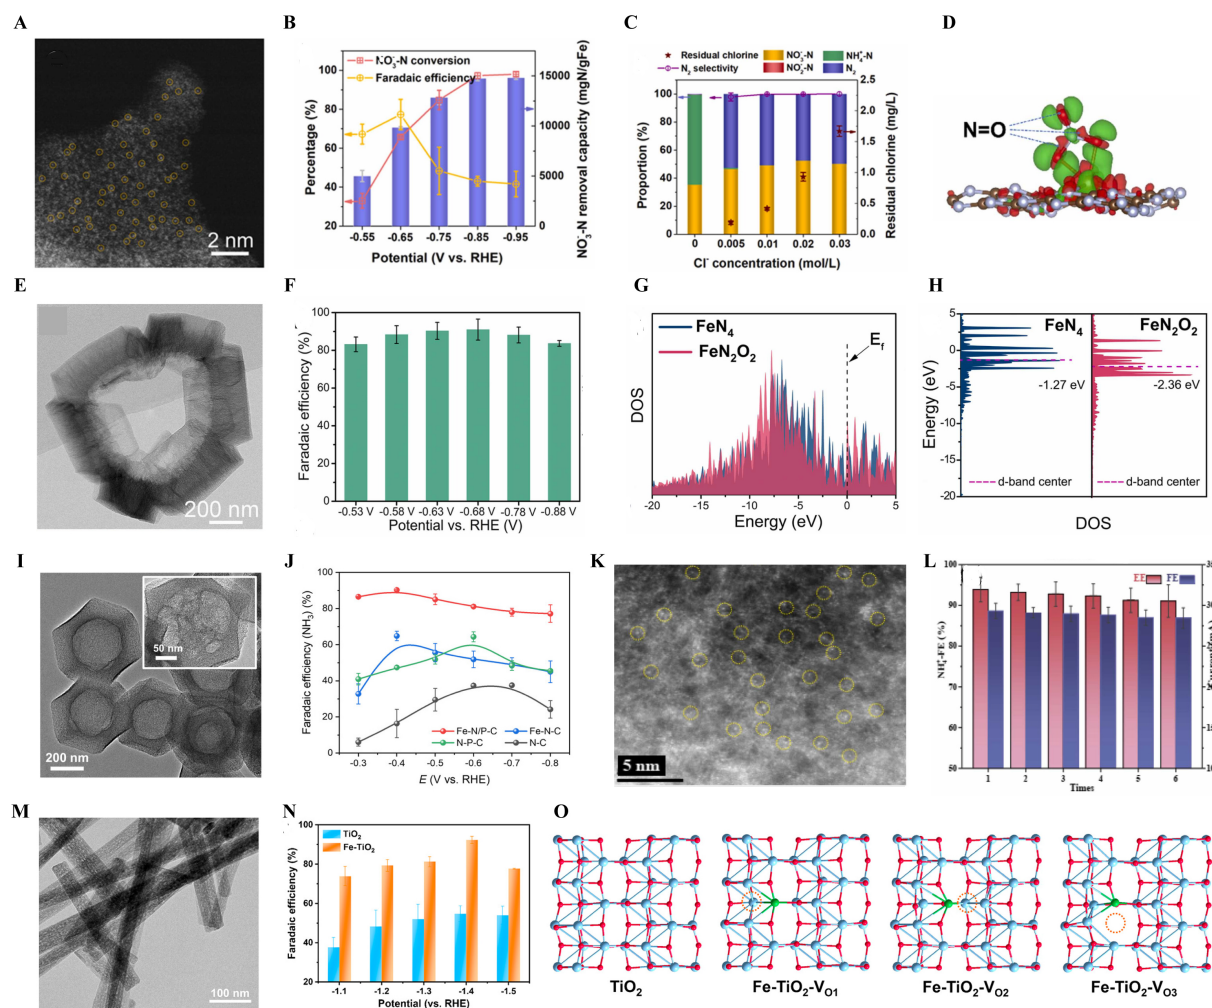 A
2 nm
B
NO₃⁻-N conversion
Faradaic efficiency
Percentage (%)
100
80
60
40
20
15000
10000
5000
0
NO₃⁻-N removal capacity (mgN/gFe)
-0.55 -0.65 -0.75 -0.85 -0.95
Potential (V vs. RHE)
C
Residual chlorine NO₃⁻-N NH₄⁺-N
N₂ selectivity NO₂⁻-N N₂
Proportion (%)
100
80
60
40
20
0
2.5
2.0
1.5
1.0
0.5
0.0
Residual chlorine (mg/L)
0 0.005 0.01 0.02 0.03
Cl⁻ concentration (mol/L)
D
N=O
E
200 nm
F
Faradaic efficiency (%)
100
80
60
40
20
0
-0.53 V -0.58 V -0.63 V -0.68 V -0.78 V -0.88 V
Potential vs. RHE (V)
G
FeN₄
FeN₂O₂
E_f
DOS
-20 -15 -10 -5 0 5
Energy (eV)
H
Energy (eV)
5
0
-5
-10
-15
-20
FeN₄ FeN₂O₂
-1.27 eV -2.36 eV
d-band center d-band center
DOS
I
50 nm
200 nm
J
Faradaic efficiency (NH₃) (%)
100
80
60
40
20
0
Fe-N/P-C Fe-N-C
N-P-C N-C
-0.3 -0.4 -0.5 -0.6 -0.7 -0.8
E (V vs. RHE)
K
5 nm
L
EE FE
NH₄⁺-FE (%)
100
90
80
70
60
50
1 2 3 4 5 6
Times
M
100 nm
N
TiO₂
Fe-TiO₂
Faradaic efficiency (%)
100
80
60
40
20
-1.1 -1.2 -1.3 -1.4 -1.5
Potential (vs. RHE)
O
TiO₂ Fe-TiO₂-V_O1 Fe-TiO₂-V_O2 Fe-TiO₂-V_O3